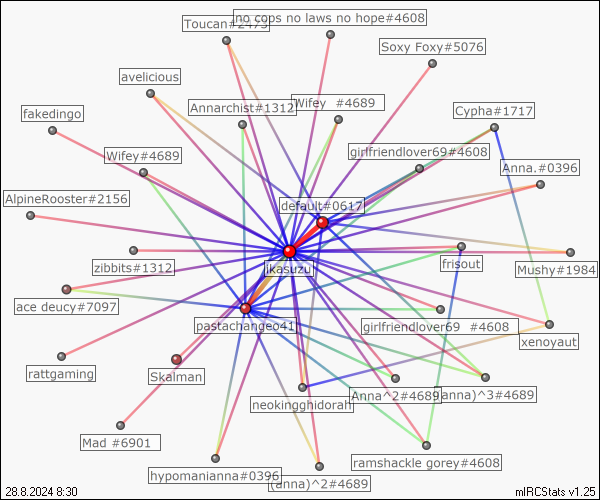 no cops no laws no hope#4608
Toucan#2473
Soxy Foxy#5076
avelicious
Annarchist#1312
Wifey #4689
fakedingo
Cypha#1717
Wifey#4689
girlfriendlover69#4608
Anna.#0396
AlpineRooster#2156
default#0617
zibbits#1312
jikasuzu
frisout
Mushy#1984
ace deucy#7097
pastachangeo41
girlfriendlover69 #4608
xenoyaut
rattgaming
Skalman
neokingghidorah
Anna^2#4689
(anna)^3#4689
Mad #6901
hypomanianna#0396
(anna)^2#4689
ramshackle gorey#4608
28.8.2024 8:30
mIRCStats v1.25